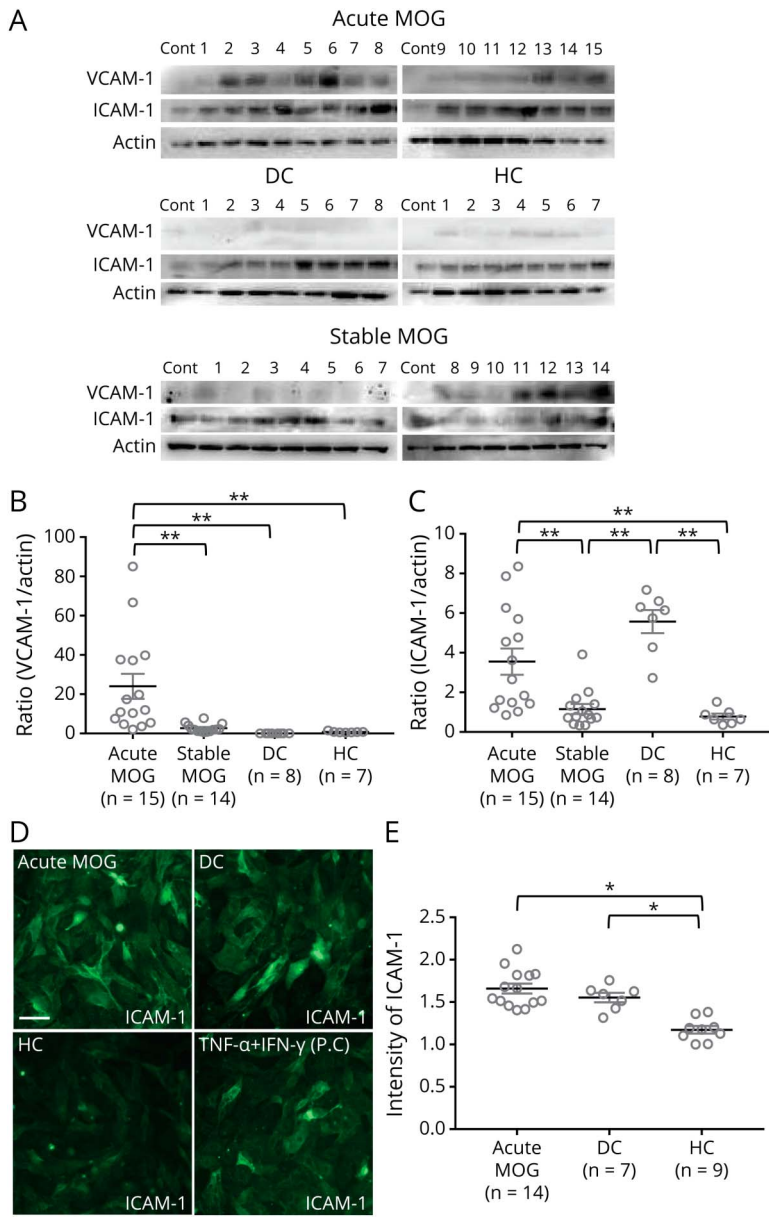 A
Acute MOG
Cont 1 2 3 4 5 6 7 8
Cont 9 10 11 12 13 14 15
VCAM-1
ICAM-1
Actin
DC
HC
Cont 1 2 3 4 5 6 7 8
Cont 1 2 3 4 5 6 7
VCAM-1
ICAM-1
Actin
Stable MOG
Cont 1 2 3 4 5 6 7
Cont 8 9 10 11 12 13 14
VCAM-1
ICAM-1
Actin
B
Ratio (VCAM-1/actin)
100
80
60
40
20
0
**
**
**
Acute MOG (n = 15)
Stable MOG (n = 14)
DC (n = 8)
HC (n = 7)
C
Ratio (ICAM-1/actin)
10
8
6
4
2
0
**
** ** **
Acute MOG (n = 15)
Stable MOG (n = 14)
DC (n = 8)
HC (n = 7)
D
Acute MOG
ICAM-1
DC
ICAM-1
HC
ICAM-1
TNF-α+IFN-γ (P.C)
ICAM-1
E
Intensity of ICAM-1
2.5
2.0
1.5
1.0
0.5
0.0
*
*
Acute MOG (n = 14)
DC (n = 7)
HC (n = 9)